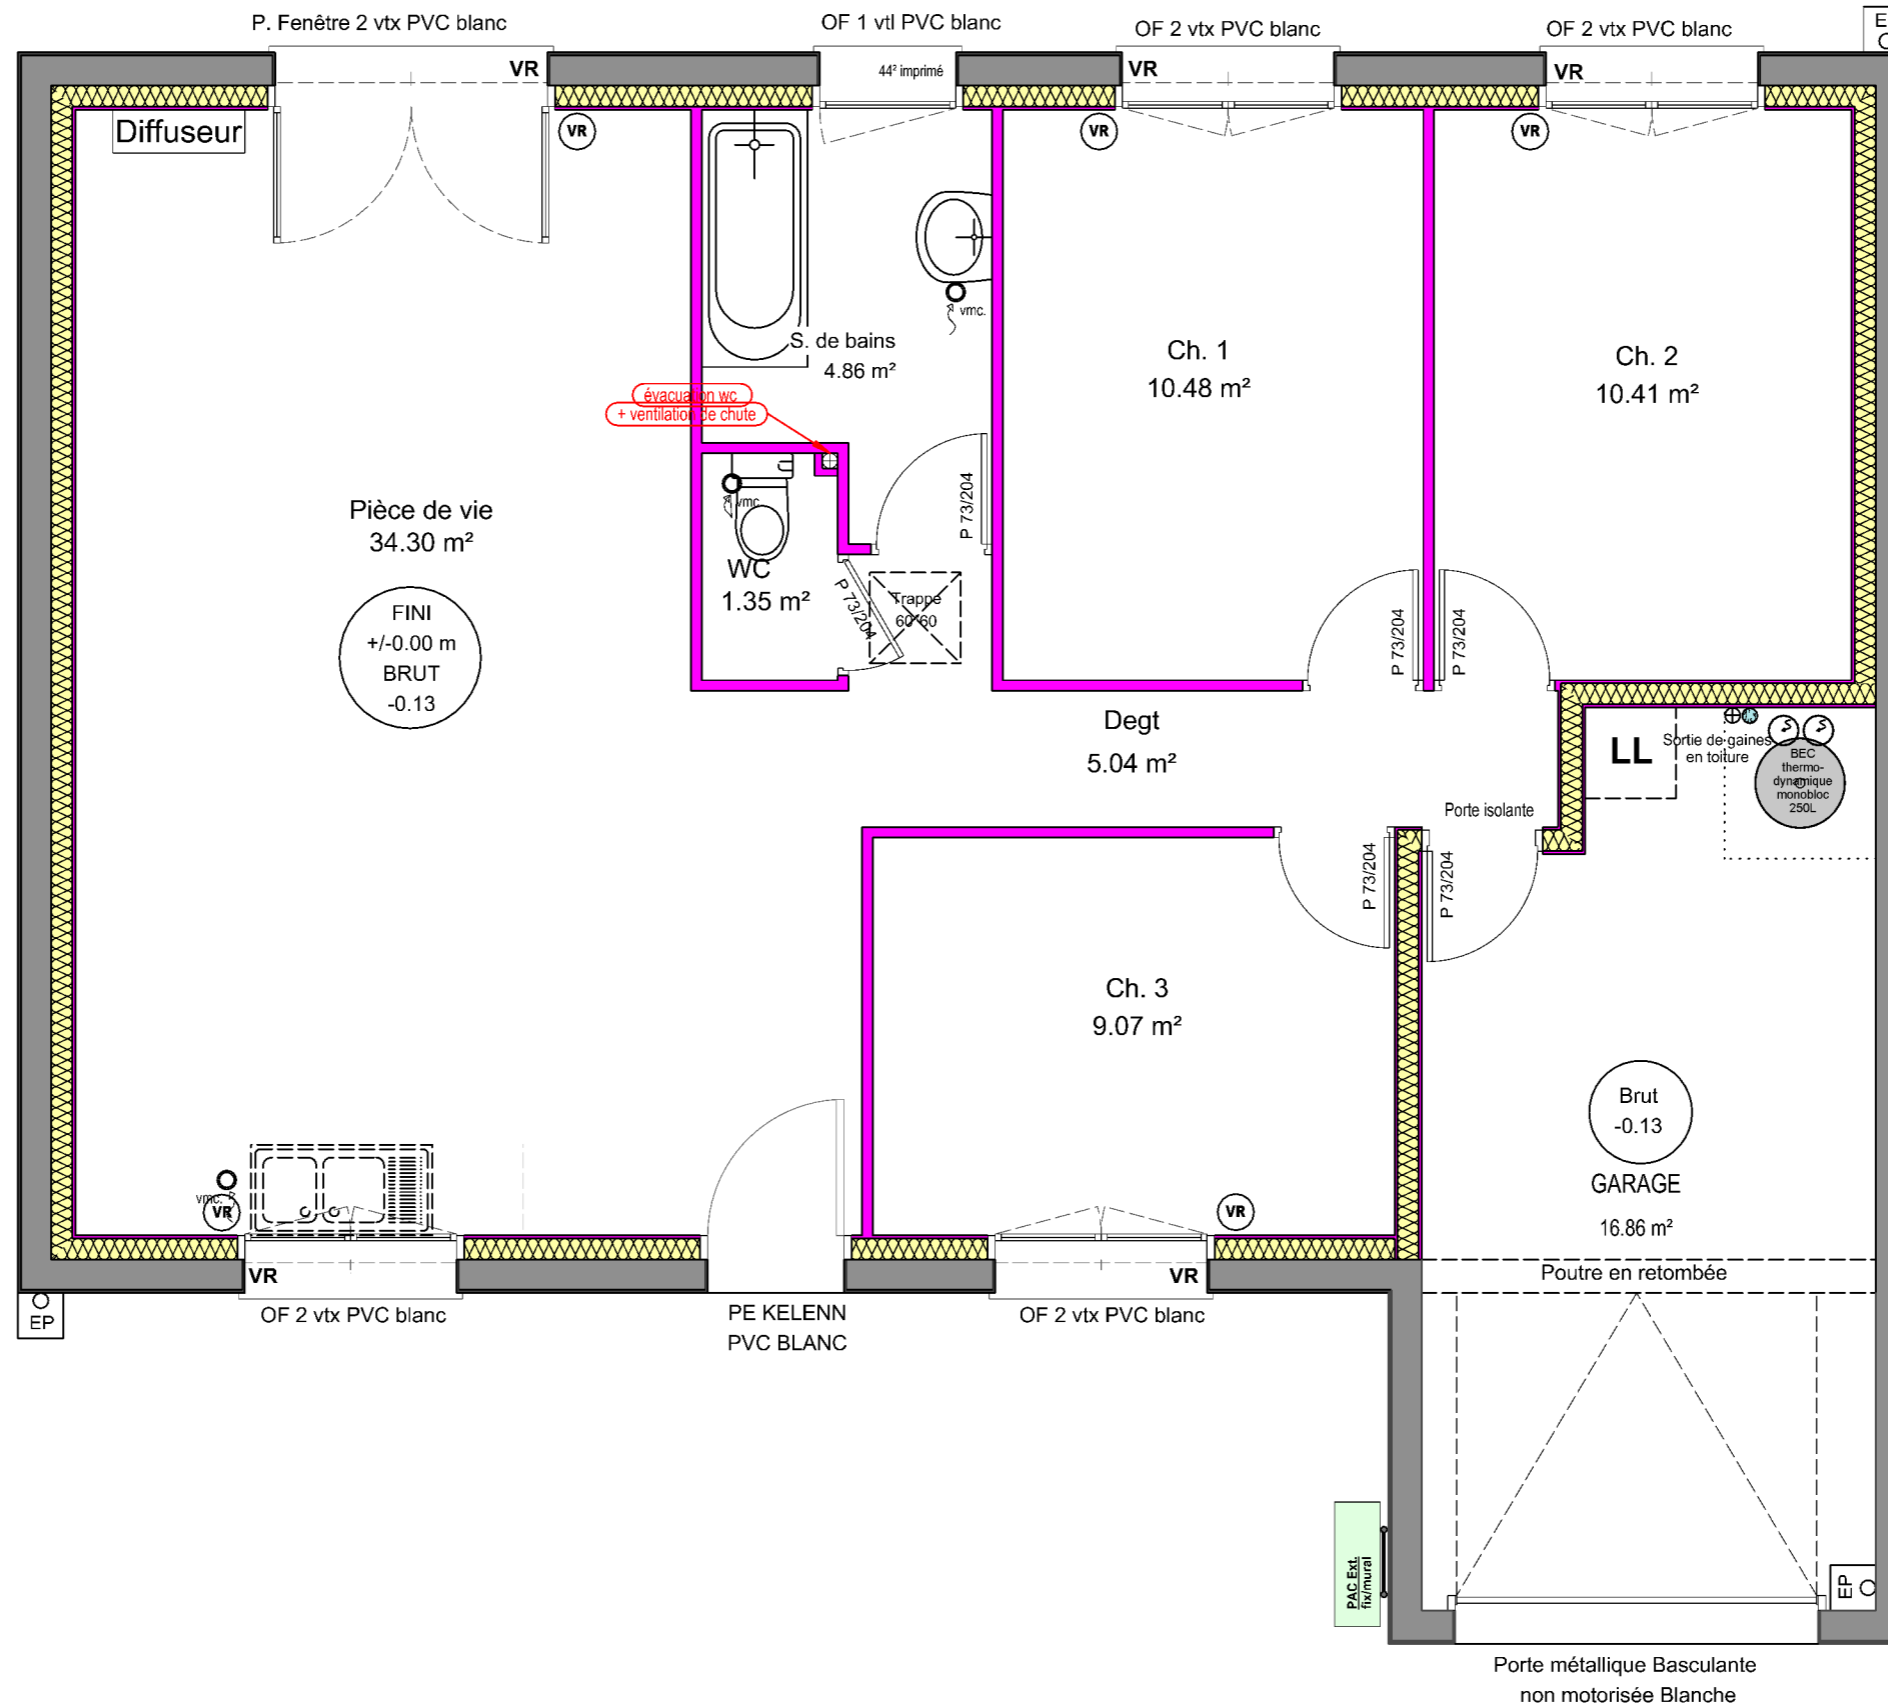 P. Fenêtre 2 vtx PVC blanc
OF 1 vtl PVC blanc
OF 2 vtx PVC blanc
OF 2 vtx PVC blanc
VR
44² imprimé
VR
VR
Diffuseur
VR
VR
VR
vmc.
S. de bains
4.86 m²
Ch. 1
10.48 m²
Ch. 2
10.41 m²
évacuation wc
+ ventilation de chute
P 73/204
vmc.
Pièce de vie
34.30 m²
WC
1.35 m²
P 73/204
Trappe
60*60
FINI
+/-0.00 m
BRUT
-0.13
P 73/204
P 73/204
Degt
5.04 m²
LL
Sortie de gaines
en toiture
BEC
thermo-
dynamique
monobloc
250L
Porte isolante
P 73/204
P 73/204
Ch. 3
9.07 m²
Brut
-0.13
GARAGE
16.86 m²
vmc.
VR
VR
VR
VR
Poutre en retombée
EP
OF 2 vtx PVC blanc
PE KELENN
PVC BLANC
OF 2 vtx PVC blanc
PAC Ext.
fix/mural
EP
Porte métallique Basculante
non motorisée Blanche